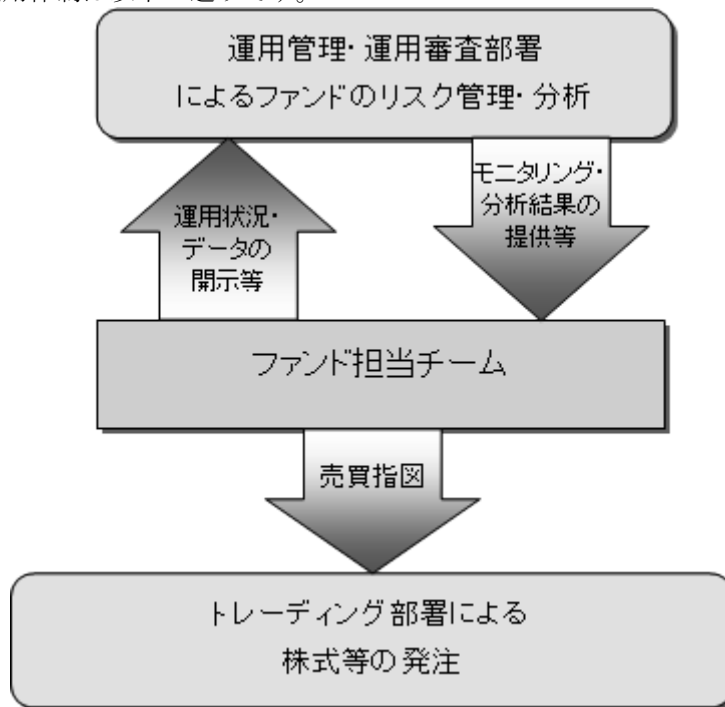 運用管理・運用審査部署
によるファンドのリスク管理・分析
運用状況・
データの
開示等
モニタリング・
分析結果の
提供等
ファンド担当チーム
売買指図
トレーディング部署による
株式等の発注